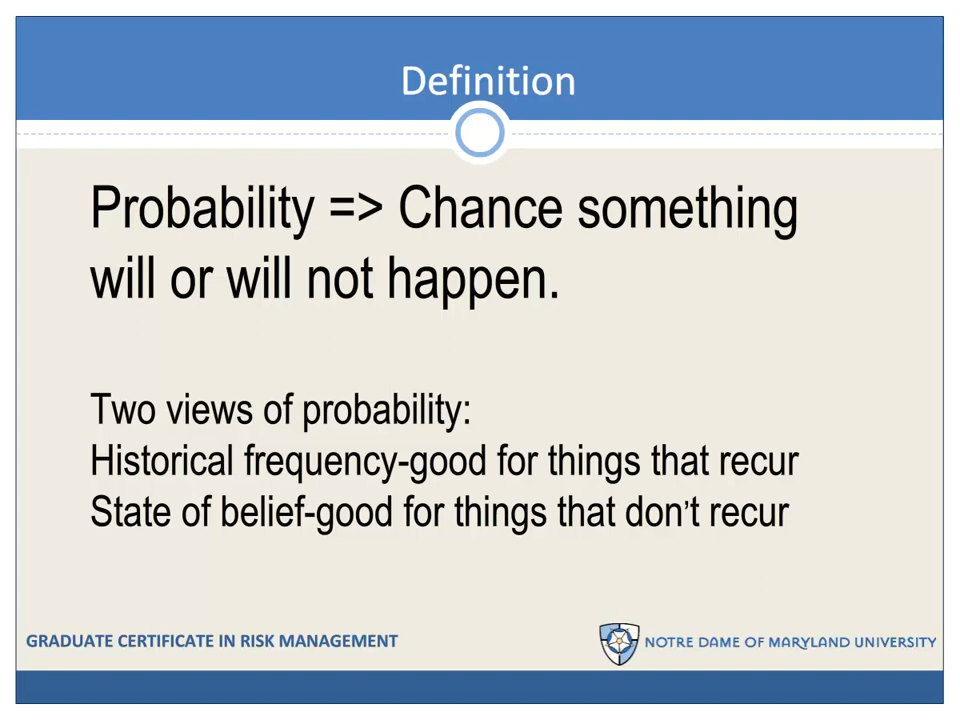 Definition
Probability => Chance something
will or will not happen.
Two views of probability:
Historical frequency-good for things that recur
State of belief-good for things that don’t recur
GRADUATE CERTIFICATE IN RISK MANAGEMENT
NOTRE DAME OF MARYLAND UNIVERSITY